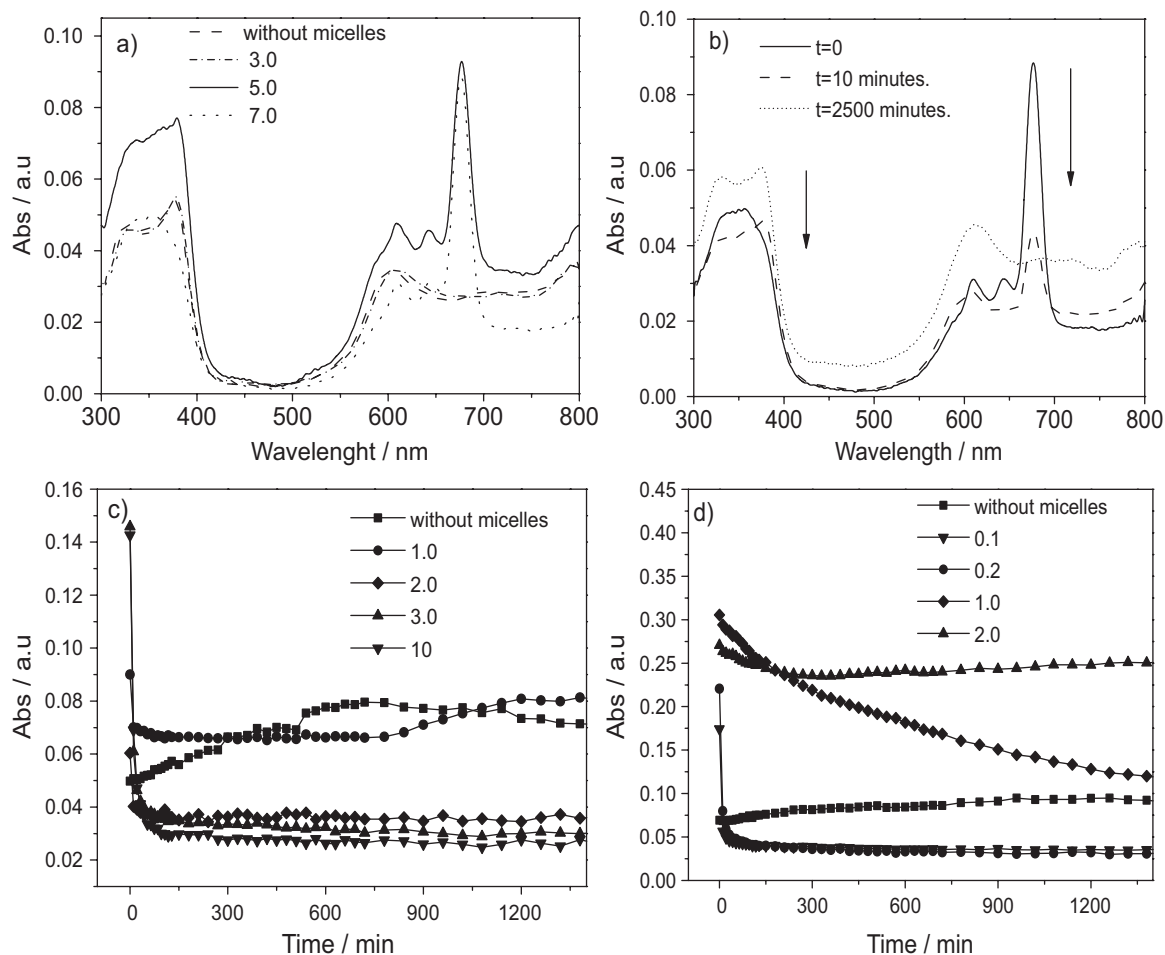 a)
without micelles
3.0
5.0
7.0
0.10
0.08
0.06
0.04
0.02
0.00
Abs / a.u
300 400 500 600 700 800
Wavelenght / nm
b)
t=0
t=10 minutes.
t=2500 minutes.
0.10
0.08
0.06
0.04
0.02
0.00
Abs / a.u
300 400 500 600 700 800
Wavelength / nm
c)
without micelles
1.0
2.0
3.0
10
0.16
0.14
0.12
0.10
0.08
0.06
0.04
0.02
Abs / a.u
0 300 600 900 1200
Time / min
d)
without micelles
0.1
0.2
1.0
2.0
0.45
0.40
0.35
0.30
0.25
0.20
0.15
0.10
0.05
0.00
Abs / a.u
0 300 600 900 1200
Time / min